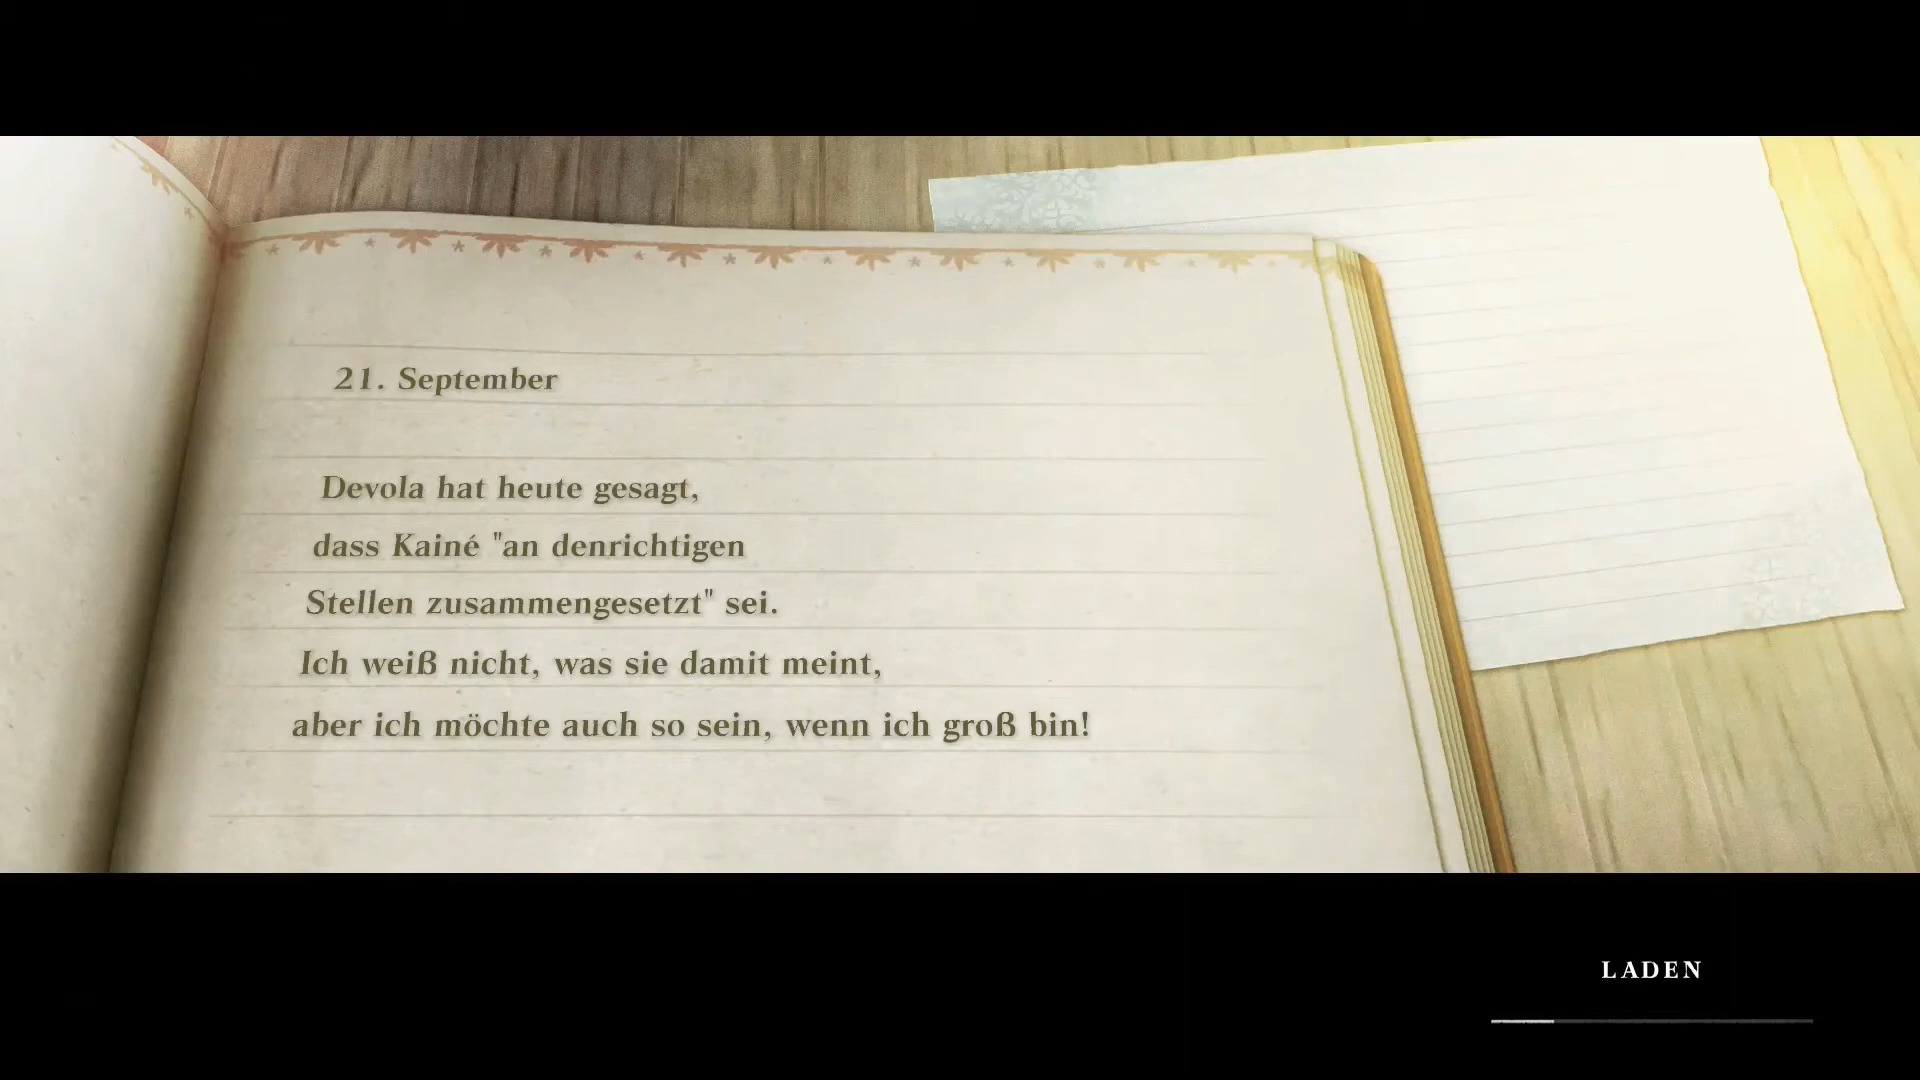 21. September
Devola hat heute gesagt,
dass Kainé "an denrichtigen
Stellen zusammengesetzt" sei.
Ich weiß nicht, was sie damit meint,
aber ich möchte auch so sein, wenn ich groß bin!
LADEN